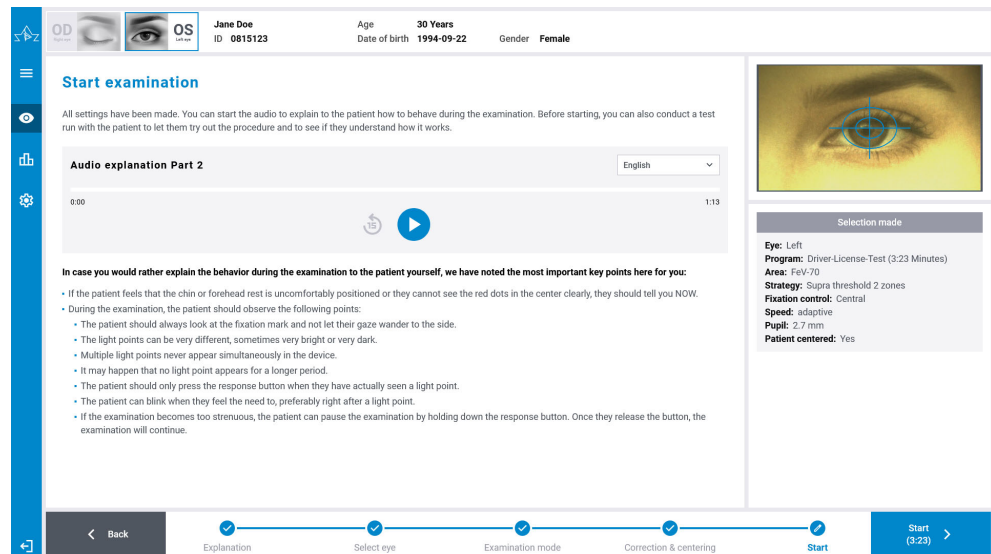 OD
Right eye
OS
Left eye
Jane Doe
ID 0815123
Age 30 Years
Date of birth 1994-09-22
Gender Female
Start examination
All settings have been made. You can start the audio to explain to the patient how to behave during the examination. Before starting, you can also conduct a test
run with the patient to let them try out the procedure and to see if they understand how it works.
Audio explanation Part 2
English
0:00
1:13
15
In case you would rather explain the behavior during the examination to the patient yourself, we have noted the most important key points here for you:
• If the patient feels that the chin or forehead rest is uncomfortably positioned or they cannot see the red dots in the center clearly, they should tell you NOW.
• During the examination, the patient should observe the following points:
• The patient should always look at the fixation mark and not let their gaze wander to the side.
• The light points can be very different, sometimes very bright or very dark.
• Multiple light points never appear simultaneously in the device.
• It may happen that no light point appears for a longer period.
• The patient should only press the response button when they have actually seen a light point.
• The patient can blink when they feel the need to, preferably right after a light point.
• If the examination becomes too strenuous, the patient can pause the examination by holding down the response button. Once they release the button, the
examination will continue.
Selection made
Eye: Left
Program: Driver-License-Test (3:23 Minutes)
Area: FeV-70
Strategy: Supra threshold 2 zones
Fixation control: Central
Speed: adaptive
Pupil: 2.7 mm
Patient centered: Yes
Back
Explanation
Select eye
Examination mode
Correction & centering
Start
Start
(3:23)